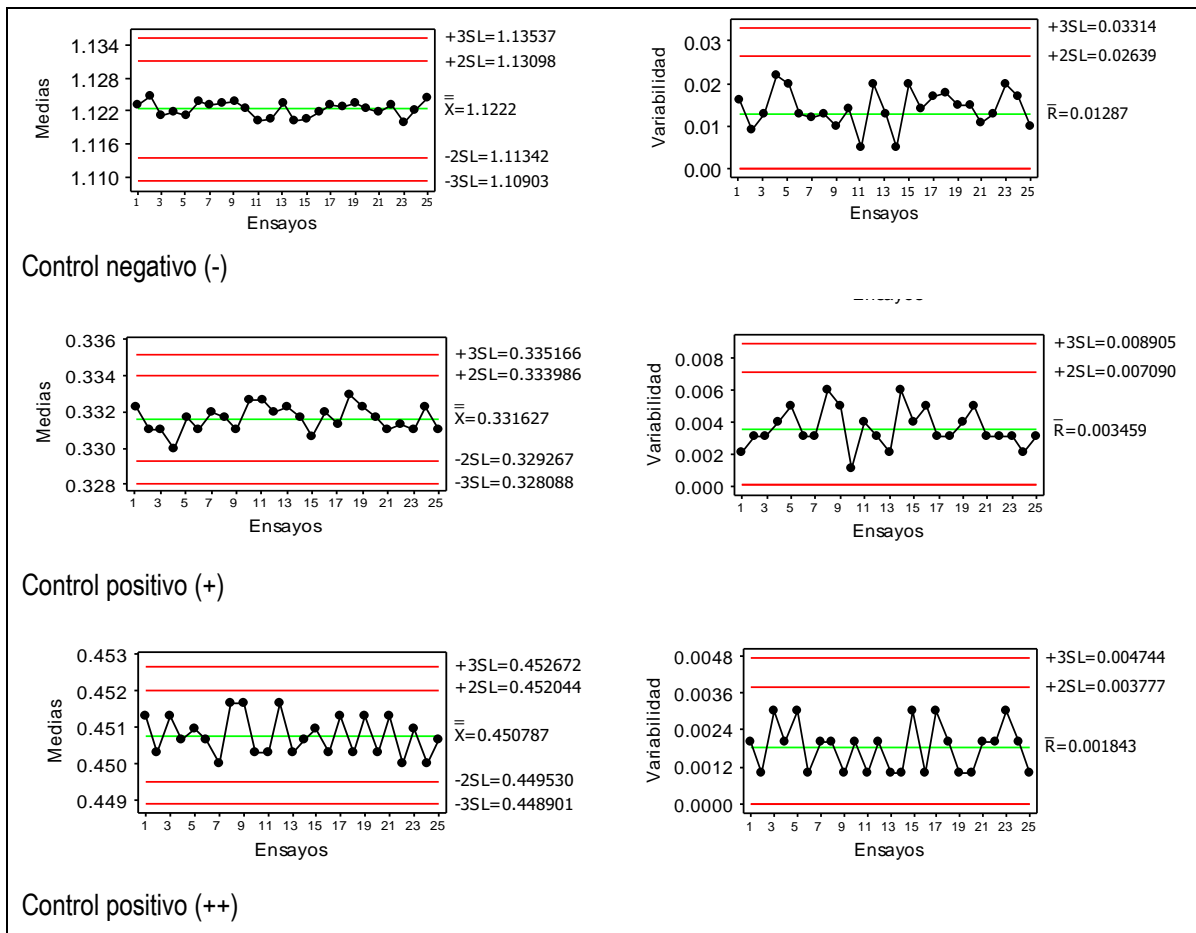 1.134
1.128
1.122
1.116
1.110
Medias
+3SL=1.13537
+2SL=1.13098
X=1.1222
-2SL=1.11342
-3SL=1.10903
1 3 5 7 9 11 13 15 17 19 21 23 25
Ensayos
0.03
0.02
0.01
0.00
Variabilidad
+3SL=0.03314
+2SL=0.02639
R=0.01287
1 3 5 7 9 11 13 15 17 19 21 23 25
Ensayos
Control negativo (-)
0.336
0.334
0.332
0.330
0.328
Medias
+3SL=0.335166
+2SL=0.333986
X=0.331627
-2SL=0.329267
-3SL=0.328088
1 3 5 7 9 11 13 15 17 19 21 23 25
Ensayos
0.008
0.006
0.004
0.002
0.000
Variabilidad
+3SL=0.008905
+2SL=0.007090
R=0.003459
1 3 5 7 9 11 13 15 17 19 21 23 25
Ensayos
Control positivo (+)
0.453
0.452
0.451
0.450
0.449
Medias
+3SL=0.452672
+2SL=0.452044
X=0.450787
-2SL=0.449530
-3SL=0.448901
1 3 5 7 9 11 13 15 17 19 21 23 25
Ensayos
0.0048
0.0036
0.0024
0.0012
0.0000
Variabilidad
+3SL=0.004744
+2SL=0.003777
R=0.001843
1 3 5 7 9 11 13 15 17 19 21 23 25
Ensayos
Control positivo (++)